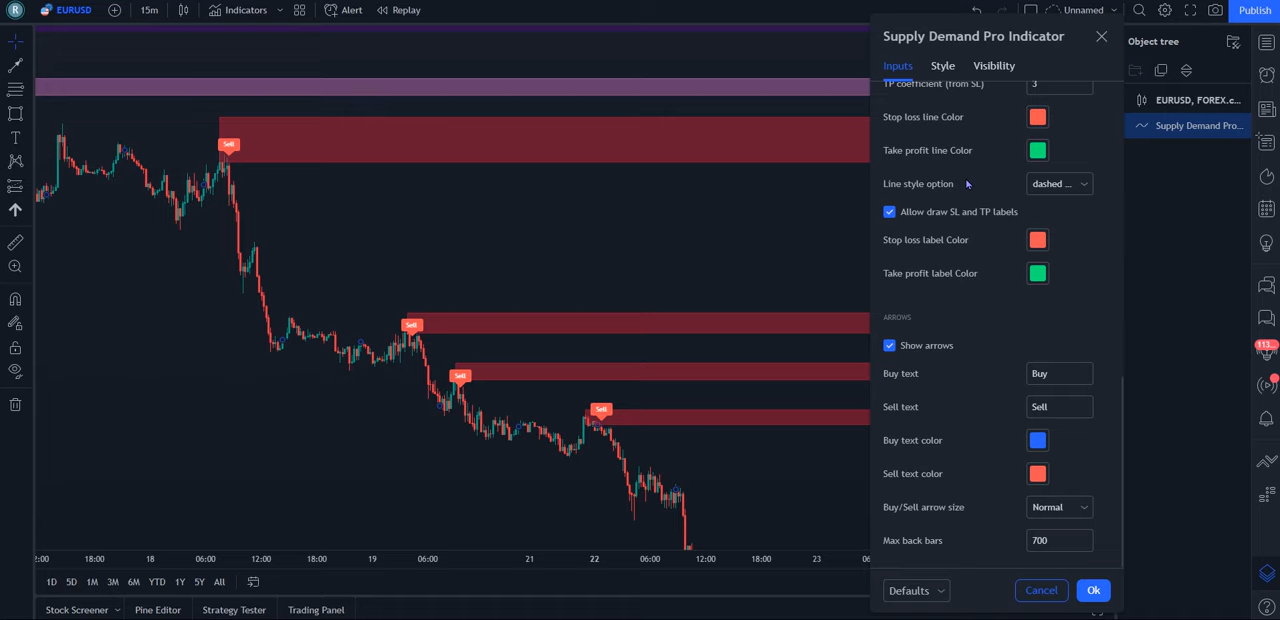 R EURUSD 15m Indicators Alert Replay Unnamed Publish
Supply Demand Pro Indicator
Inputs Style Visibility
TP coefficient (from SL) 3
Stop loss line Color
Take profit line Color
Line style option dashed ...
Allow draw SL and TP labels
Stop loss label Color
Take profit label Color
ARROWS
Show arrows
Buy text Buy
Sell text Sell
Buy text color
Sell text color
Buy/Sell arrow size Normal
Max back bars 700
Defaults Cancel Ok
Object tree
EURUSD, FOREX.c...
Supply Demand Pro...
113...
Sell
Sell
Sell
Sell
2:00 18:00 18 06:00 12:00 18:00 19 06:00 21 22 06:00 12:00 18:00 23 06
1D 5D 1M 3M 6M YTD 1Y 5Y All
Stock Screener Pine Editor Strategy Tester Trading Panel